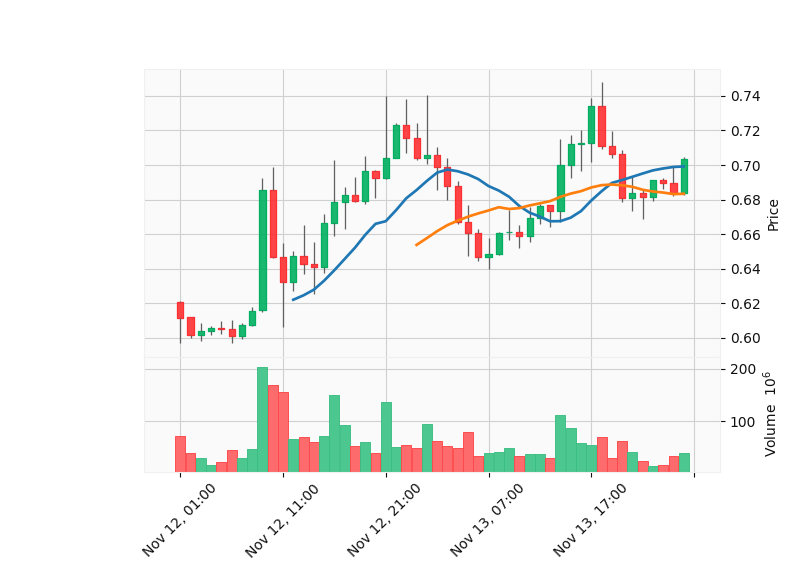 0.74
0.72
0.70
0.68
0.66
0.64
0.62
0.60
Price
200
100
Volume 10⁶
Nov 12, 01:00
Nov 12, 11:00
Nov 12, 21:00
Nov 13, 07:00
Nov 13, 17:00